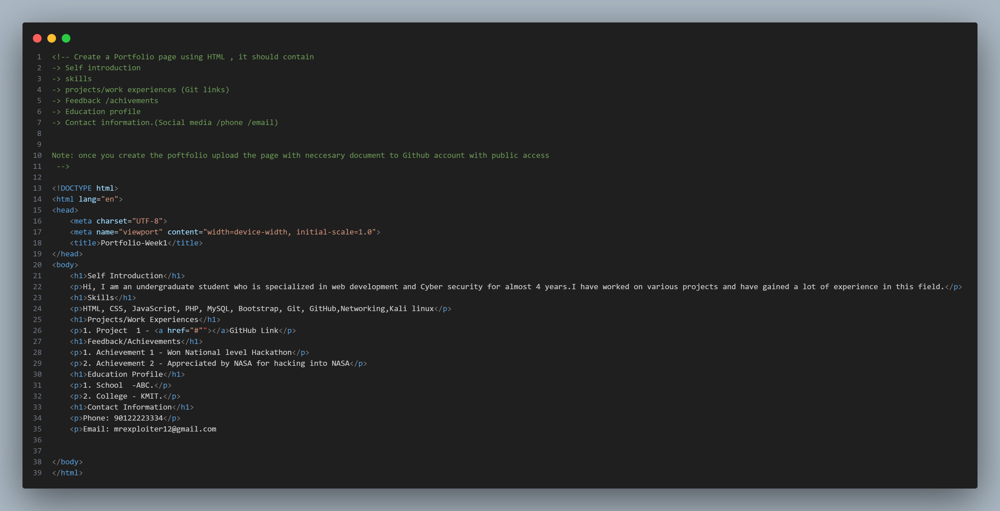 1 <!-- Create a Portfolio page using HTML , it should contain
2 -> Self introduction
3 -> skills
4 -> projects/work experiences (Git links)
5 -> Feedback /achivements
6 -> Education profile
7 -> Contact information.(Social media /phone /email)
8
9
10 Note: once you create the poftfolio upload the page with neccesary document to Github account with public access
11  -->
12
13 <!DOCTYPE html>
14 <html lang="en">
15 <head>
16     <meta charset="UTF-8">
17     <meta name="viewport" content="width=device-width, initial-scale=1.0">
18     <title>Portfolio-Week1</title>
19 </head>
20 <body>
21     <h1>Self Introduction</h1>
22     <p>Hi, I am an undergraduate student who is specialized in web development and Cyber security for almost 4 years.I have worked on various projects and have gained a lot of experience in this field.</p>
23     <h1>Skills</h1>
24     <p>HTML, CSS, JavaScript, PHP, MySQL, Bootstrap, Git, GitHub,Networking,Kali linux</p>
25     <h1>Projects/Work Experiences</h1>
26     <p>1. Project  1 - <a href="#""></a>GitHub Link</p>
27     <h1>Feedback/Achievements</h1>
28     <p>1. Achievement 1 - Won National level Hackathon</p>
29     <p>2. Achievement 2 - Appreciated by NASA for hacking into NASA</p>
30     <h1>Education Profile</h1>
31     <p>1. School  -ABC.</p>
32     <p>2. College - KMIT.</p>
33     <h1>Contact Information</h1>
34     <p>Phone: 90122223334</p>
35     <p>Email: mrexploiter12@gmail.com
36
37
38 </body>
39 </html>